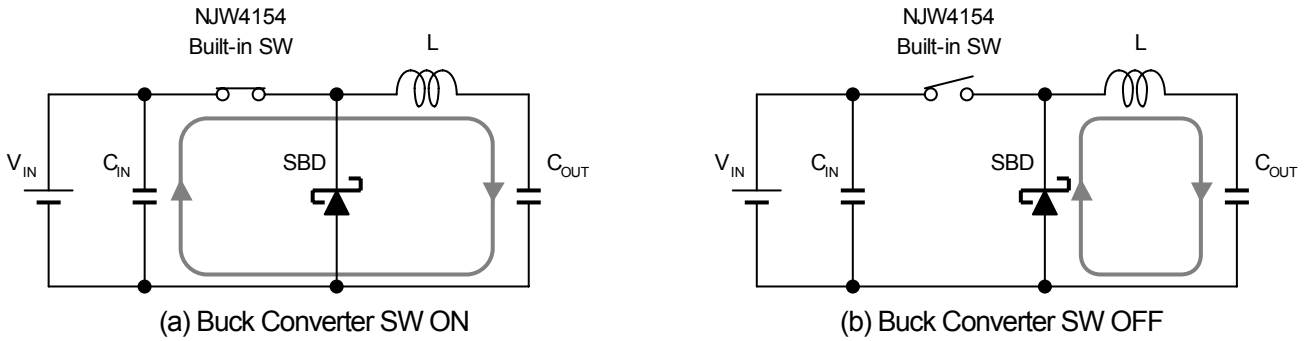 NJW4154
Built-in SW
L
V_IN
C_IN
SBD
C_OUT
(a) Buck Converter SW ON
NJW4154
Built-in SW
L
V_IN
C_IN
SBD
C_OUT
(b) Buck Converter SW OFF